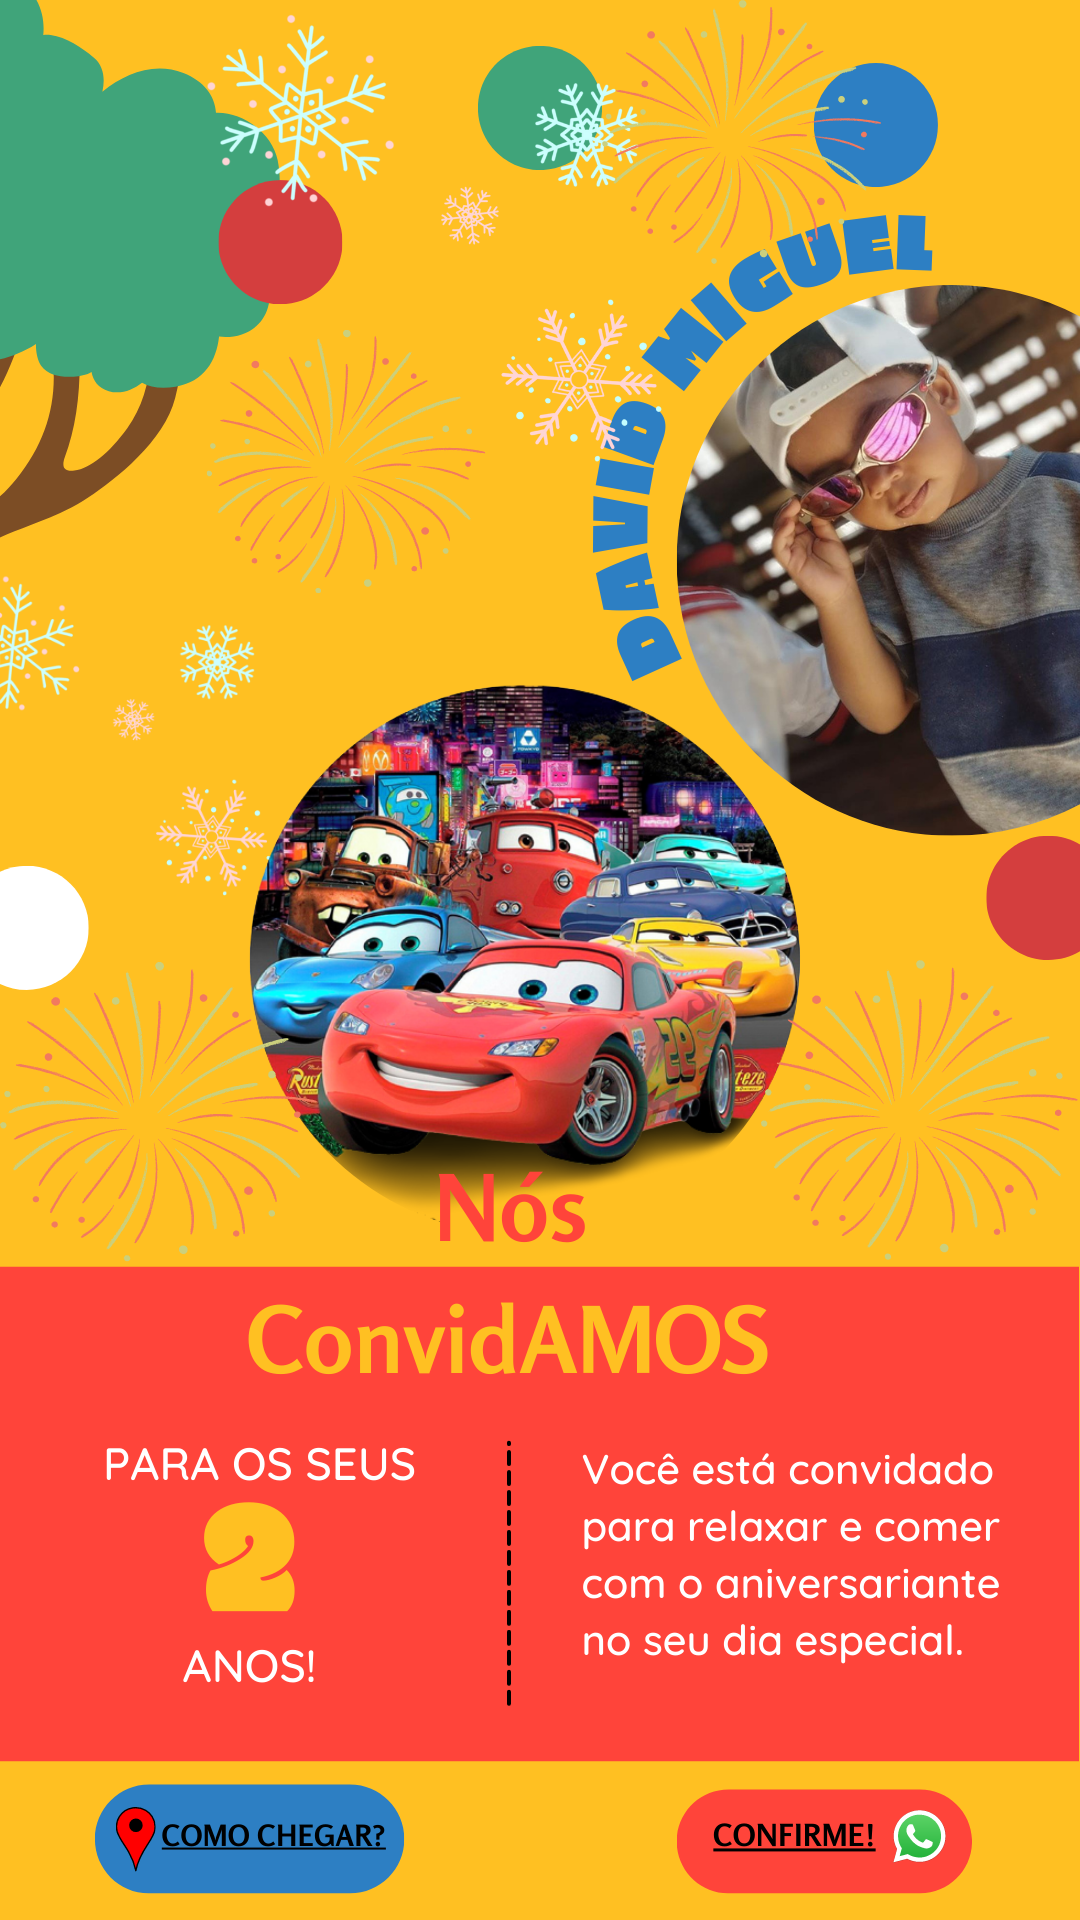 DAVID MIGUEL
Nós
ConvidAMOS
PARA OS SEUS
2
ANOS!
Você está convidado
para relaxar e comer
com o aniversariante
no seu dia especial.
COMO CHEGAR?
CONFIRME!